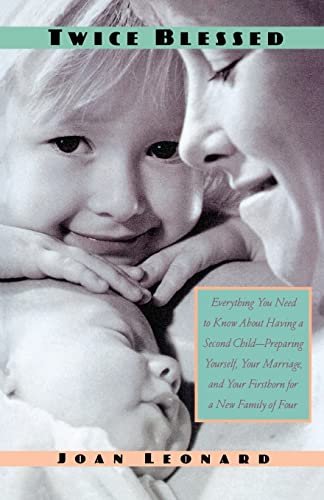 TWICE BLESSED
Everything You Need
to Know About Having a
Second Child—Preparing
Yourself, Your Marriage,
and Your Firstborn for
a New Family of Four
JOAN LEONARD